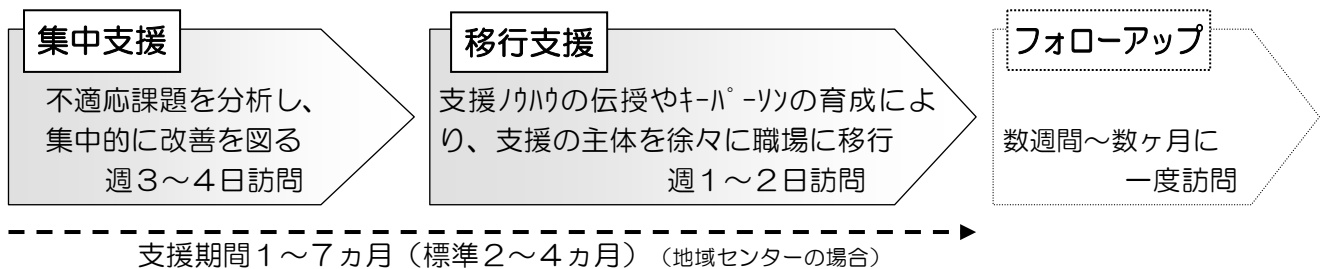 集中支援
不適応課題を分析し、
集中的に改善を図る
週３～４日訪問
移行支援
支援ﾉｳﾊｳの伝授やｷｰﾊﾟｰｿﾝの育成によ
り、支援の主体を徐々に職場に移行
週１～２日訪問
フォローアップ
数週間～数ヶ月に
一度訪問
支援期間１～７ヵ月（標準２～４ヵ月）（地域センターの場合）